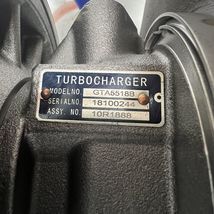 TURBOCHARGER
MODEL NO GTA5518B
SERIAL NO. 18100244
ASSY. NO 10R1888